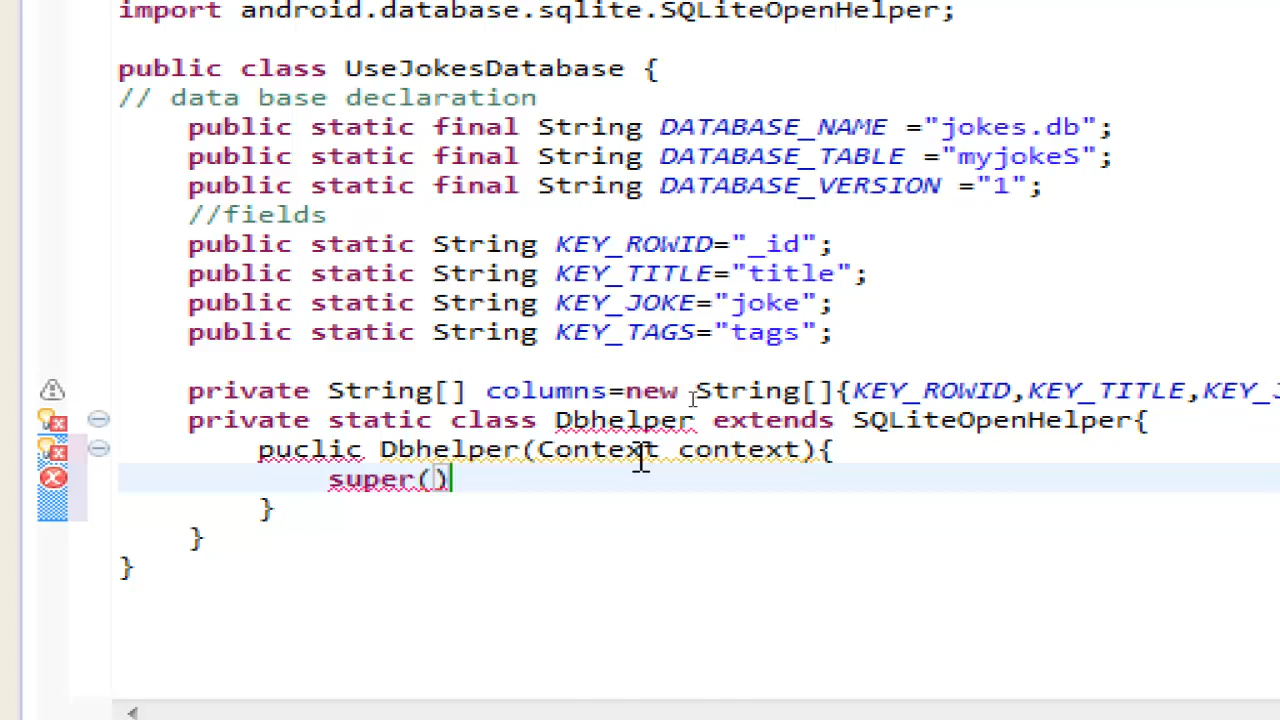 import android.database.sqlite.SQLiteOpenHelper;
public class UseJokesDatabase {
// data base declaration
public static final String DATABASE_NAME ="jokes.db";
public static final String DATABASE_TABLE ="myjokeS";
public static final String DATABASE_VERSION ="1";
//fields
public static String KEY_ROWID="_id";
public static String KEY_TITLE="title";
public static String KEY_JOKE="joke";
public static String KEY_TAGS="tags";
private String[] columns=new String[]{KEY_ROWID,KEY_TITLE,KEY_J
private static class Dbhelper extends SQLiteOpenHelper{
puclic Dbhelper(Context context){
super()
}
}
}